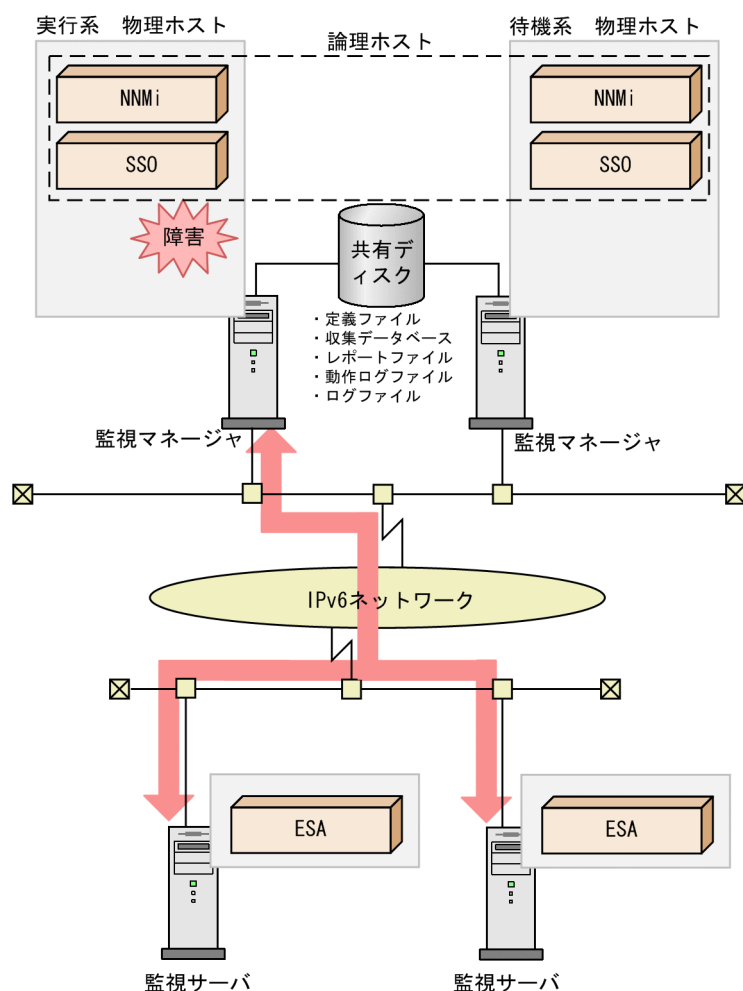 実行系　物理ホスト
待機系　物理ホスト
論理ホスト
NNMi
NNMi
SSO
SSO
障害
共有ディ
スク
・定義ファイル
・収集データベース
・レポートファイル
・動作ログファイル
・ログファイル
監視マネージャ
監視マネージャ
IPv6ネットワーク
ESA
ESA
監視サーバ
監視サーバ